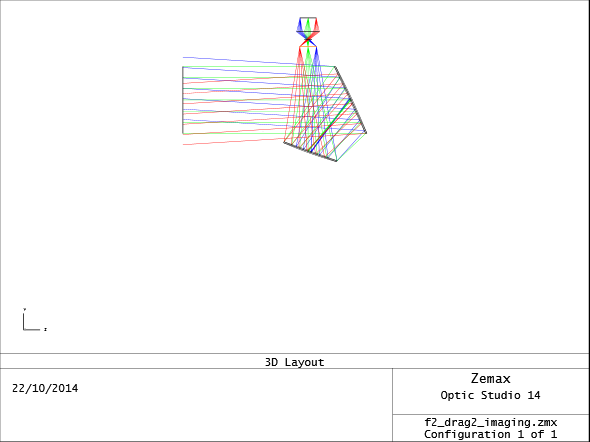 Y
Z
3D Layout
22/10/2014
Zemax
Optic Studio 14
f2_drag2_imaging.zmx
Configuration 1 of 1